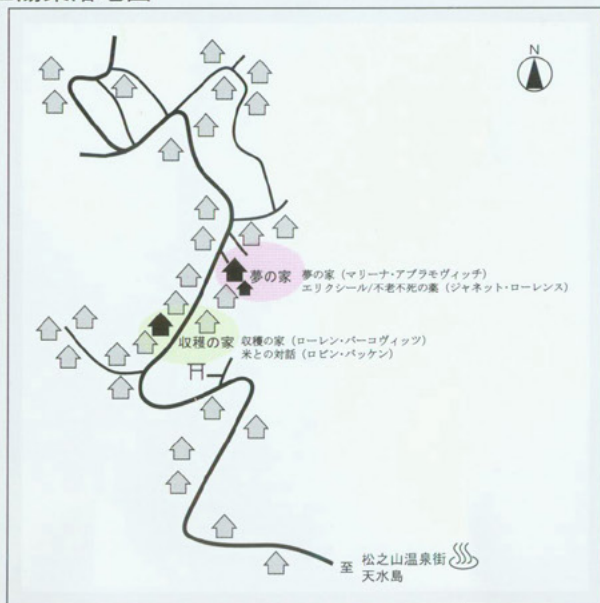 N
夢の家
夢の家（マリーナ・アブラモヴィッチ）
エリクシール/不老不死の薬（ジャネット・ローレンス）
収穫の家
収穫の家（ローレン・バーコヴィッツ）
米との対話（ロビン・バッケン）
至 松之山温泉街
天水島